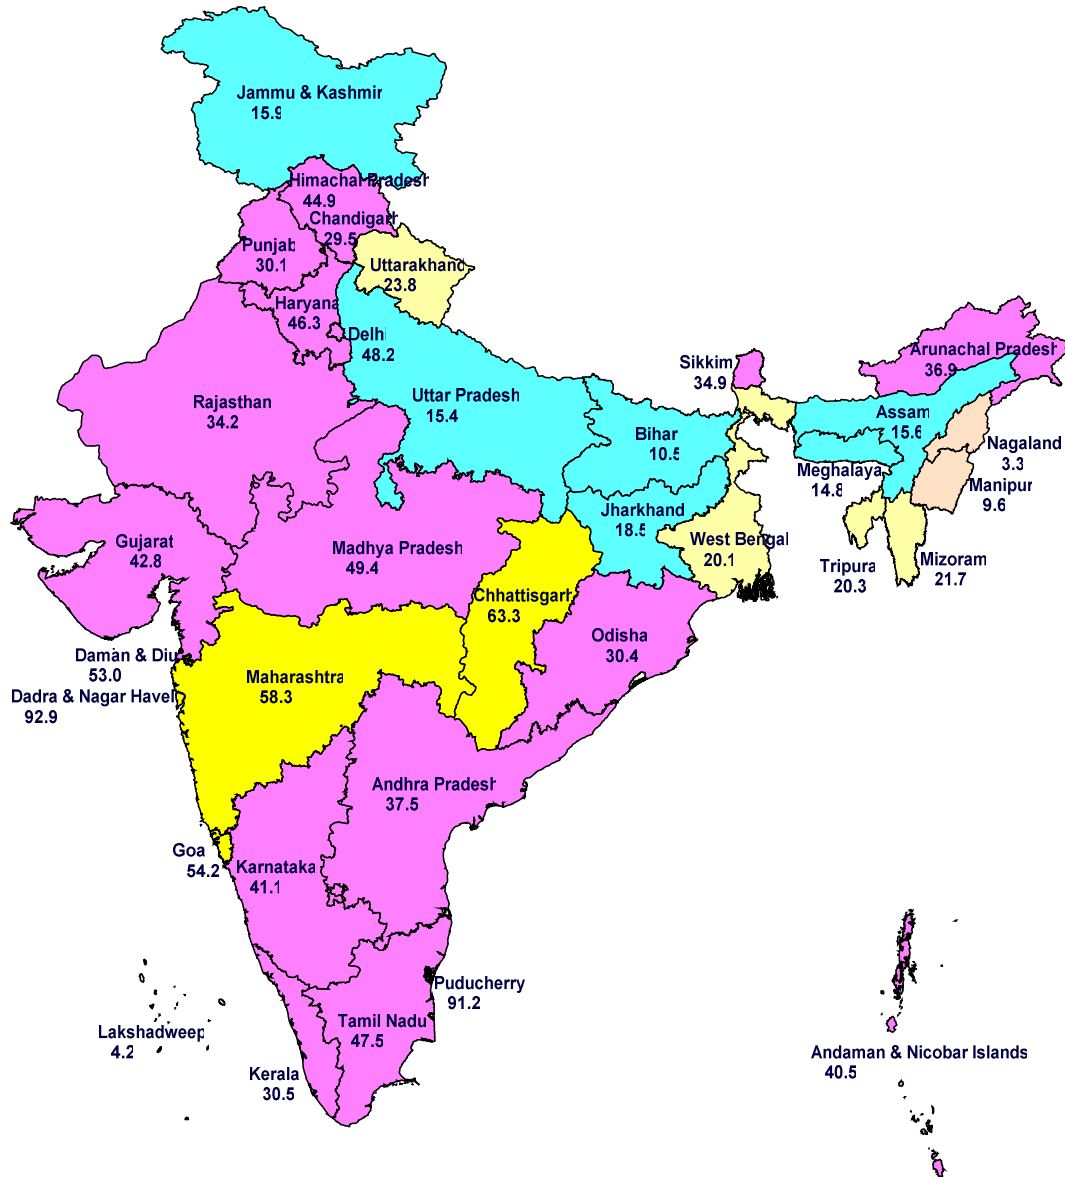 Jammu & Kashmir
15.9
Himachal Pradesh
44.9
Chandigarh
29.5
Punjab
30.1
Uttarakhand
23.8
Haryana
46.3
Delhi
48.2
Sikkim
34.9
Arunachal Pradesh
36.9
Rajasthan
34.2
Uttar Pradesh
15.4
Assam
15.6
Bihar
10.5
Nagaland
3.3
Meghalaya
14.8
Manipur
9.6
Jharkhand
18.5
Gujarat
42.8
Madhya Pradesh
49.4
West Bengal
20.1
Tripura
20.3
Mizoram
21.7
Chhattisgarh
63.3
Odisha
30.4
Daman & Diu
53.0
Maharashtra
58.3
Dadra & Nagar Havel
92.9
Andhra Pradesh
37.5
Goa
54.2
Karnataka
41.1
Puducherry
91.2
Tamil Nadu
47.5
Lakshadweep
4.2
Andaman & Nicobar Islands
40.5
Kerala
30.5